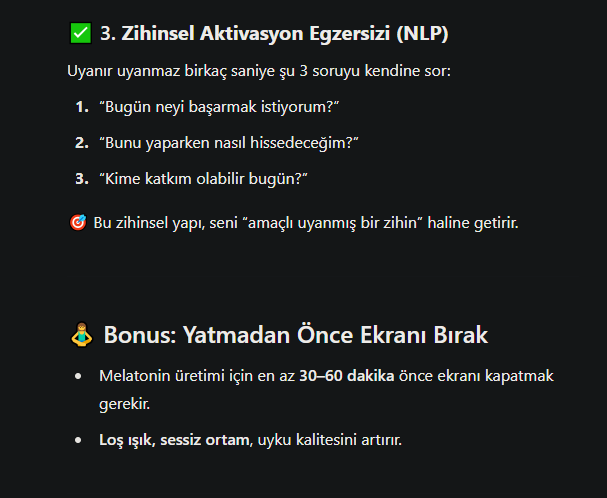 ✅ 3. Zihinsel Aktivasyon Egzersizi (NLP)
Uyanır uyanmaz birkaç saniye şu 3 soruyu kendine sor:
1. “Bugün neyi başarmak istiyorum?”
2. “Bunu yaparken nasıl hissedeceğim?”
3. “Kime katkım olabilir bugün?”
🎯 Bu zihinsel yapı, seni “amaçlı uyanmış bir zihin” haline getirir.
🧘‍♂️ Bonus: Yatmadan Önce Ekranı Bırak
• Melatonin üretimi için en az 30–60 dakika önce ekranı kapatmak
gerekir.
• Loş ışık, sessiz ortam, uyku kalitesini artırır.